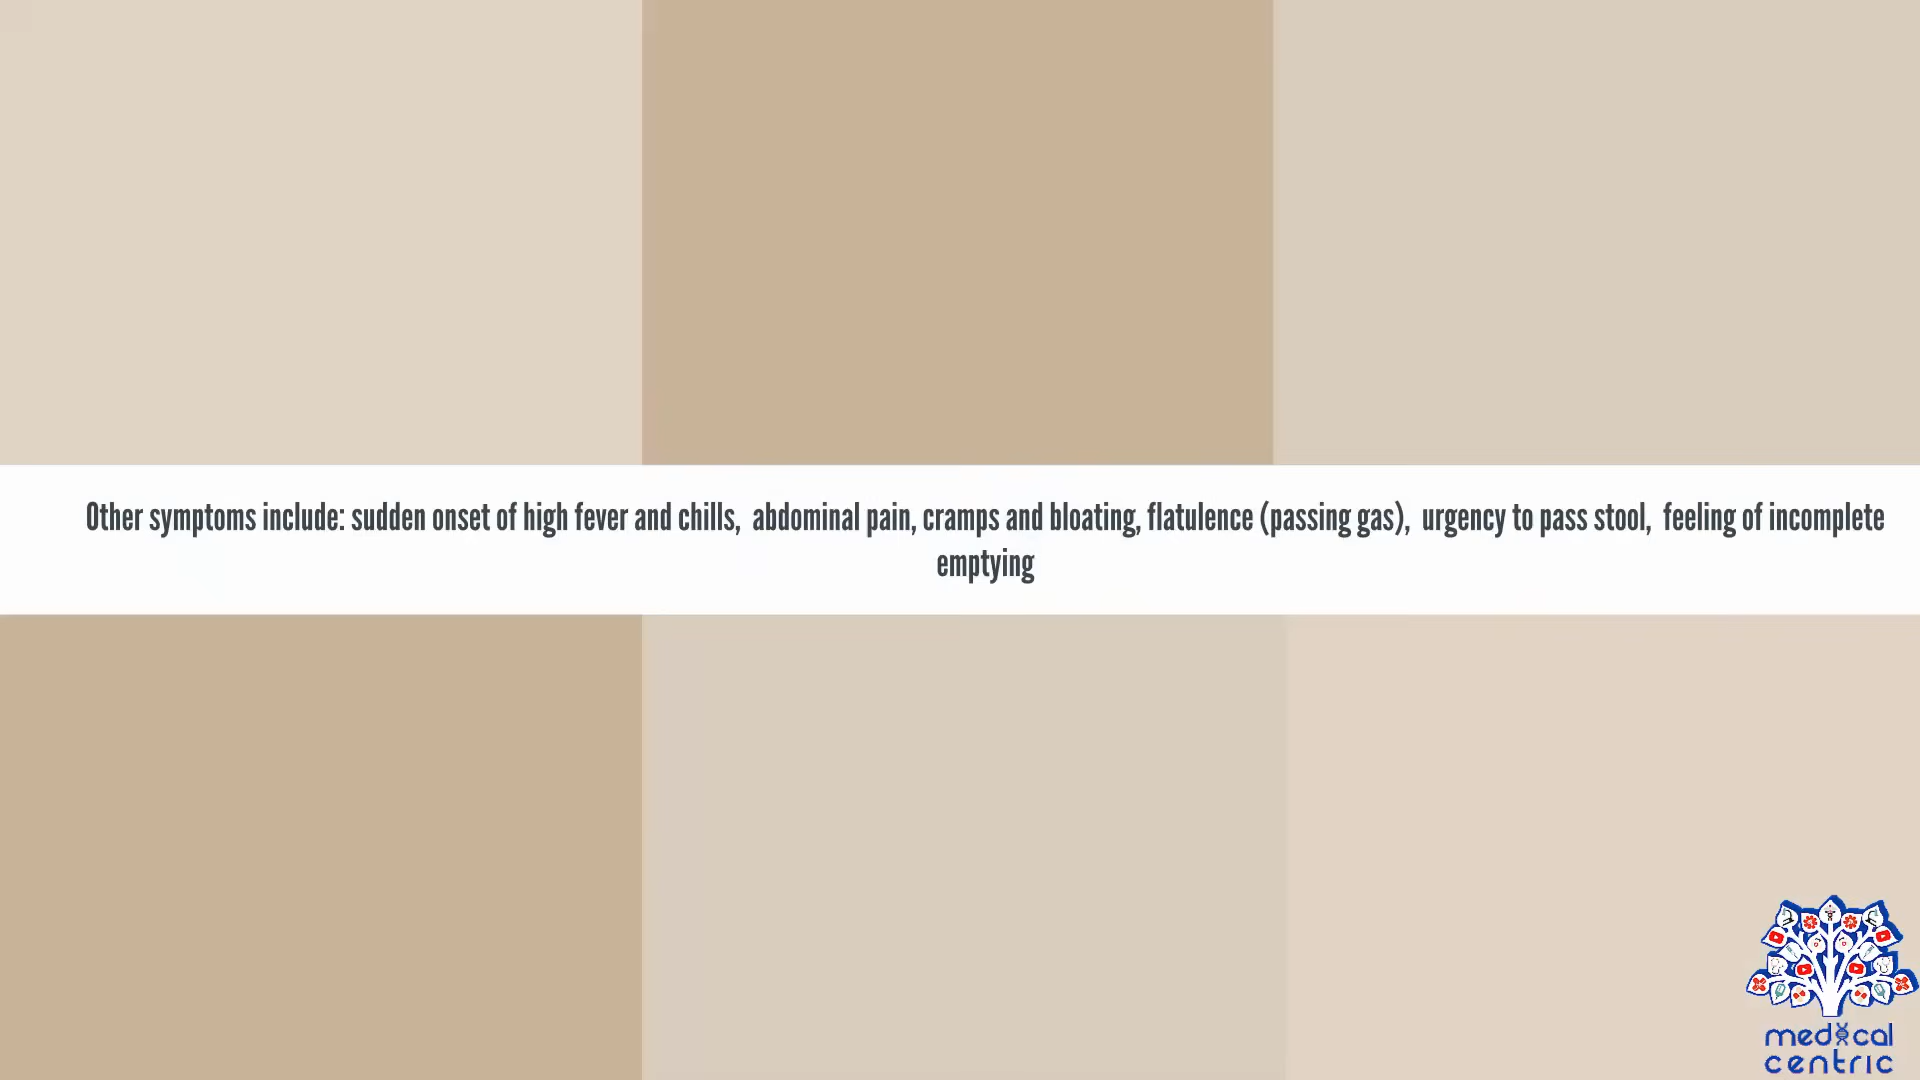 Other symptoms include: sudden onset of high fever and chills,  abdominal pain, cramps and bloating, flatulence (passing gas),  urgency to pass stool,  feeling of incomplete
emptying
medical
centric